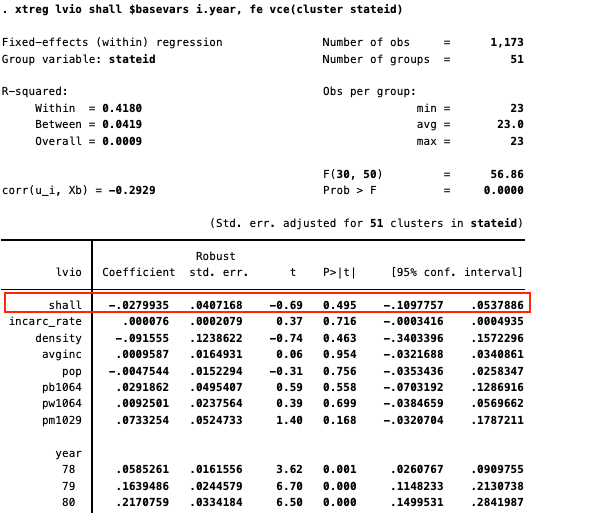 . xtreg lvio shall $basevars i.year, fe vce(cluster stateid)
Fixed-effects (within) regression Number of obs = 1,173
Group variable: stateid Number of groups = 51
R-squared: Obs per group:
Within = 0.4180 min = 23
Between = 0.0419 avg = 23.0
Overall = 0.0009 max = 23
F(30, 50) = 56.86
corr(u_i, Xb) = -0.2929 Prob > F = 0.0000
(Std. err. adjusted for 51 clusters in stateid)
Robust
lvio Coefficient std. err. t P>|t| [95% conf. interval]
shall -.0279935 .0407168 -0.69 0.495 -.1097757 .0537886
incarc_rate .000076 .0002079 0.37 0.716 -.0003416 .0004935
density -.091555 .1238622 -0.74 0.463 -.3403396 .1572296
avginc .0009587 .0164931 0.06 0.954 -.0321688 .0340861
pop -.0047544 .0152294 -0.31 0.756 -.0353436 .0258347
pb1064 .0291862 .0495407 0.59 0.558 -.0703192 .1286916
pw1064 .0092501 .0237564 0.39 0.699 -.0384659 .0569662
pm1029 .0733254 .0524733 1.40 0.168 -.0320704 .1787211
year
78 .0585261 .0161556 3.62 0.001 .0260767 .0909755
79 .1639486 .0244579 6.70 0.000 .1148233 .2130738
80 .2170759 .0334184 6.50 0.000 .1499531 .2841987